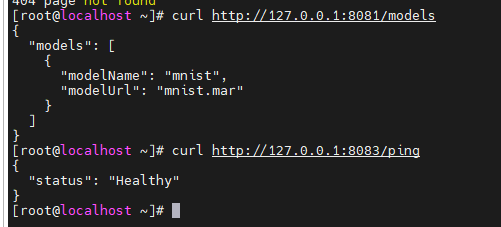 404 page not found
[root@localhost ~]# curl http://127.0.0.1:8081/models
{
  "models": [
    {
      "modelName": "mnist",
      "modelUrl": "mnist.mar"
    }
  ]
}
[root@localhost ~]# curl http://127.0.0.1:8083/ping
{
  "status": "Healthy"
}
[root@localhost ~]#